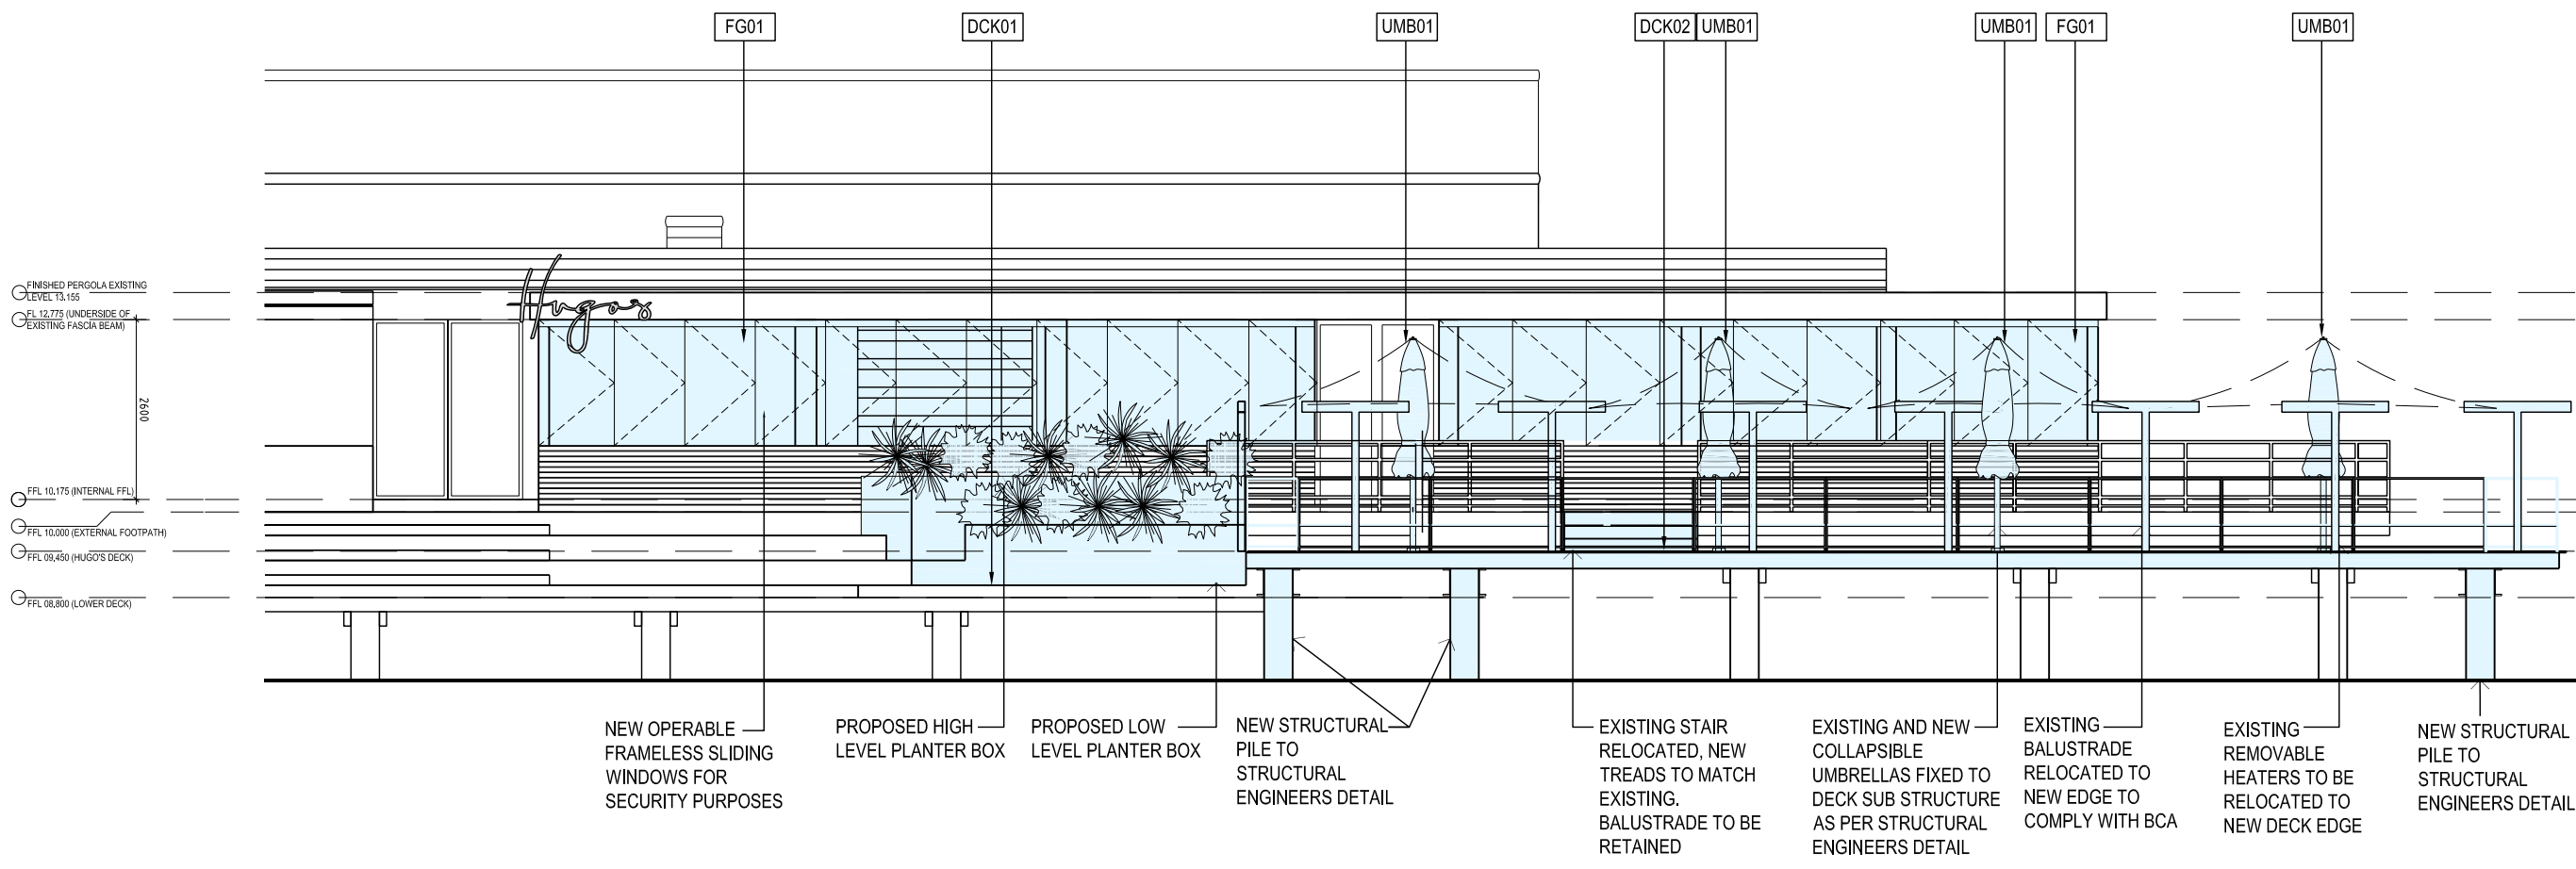 FG01
DCK01
UMB01
DCK02
UMB01
UMB01
FG01
UMB01
Hugos
FINISHED PERGOLA EXISTING
LEVEL 13.155
FL 12,775 (UNDERSIDE OF
EXISTING FASCIA BEAM)
2600
FFL 10.175 (INTERNAL FFL)
FFL 10.000 (EXTERNAL FOOTPATH)
FFL 09,450 (HUGO'S DECK)
FFL 08,800 (LOWER DECK)
NEW OPERABLE
FRAMELESS SLIDING
WINDOWS FOR
SECURITY PURPOSES
PROPOSED HIGH
LEVEL PLANTER BOX
PROPOSED LOW
LEVEL PLANTER BOX
NEW STRUCTURAL
PILE TO
STRUCTURAL
ENGINEERS DETAIL
EXISTING STAIR
RELOCATED, NEW
TREADS TO MATCH
EXISTING.
BALUSTRADE TO BE
RETAINED
EXISTING AND NEW
COLLAPSIBLE
UMBRELLAS FIXED TO
DECK SUB STRUCTURE
AS PER STRUCTURAL
ENGINEERS DETAIL
EXISTING
BALUSTRADE
RELOCATED TO
NEW EDGE TO
COMPLY WITH BCA
EXISTING
REMOVABLE
HEATERS TO BE
RELOCATED TO
NEW DECK EDGE
NEW STRUCTURAL
PILE TO
STRUCTURAL
ENGINEERS DETAIL